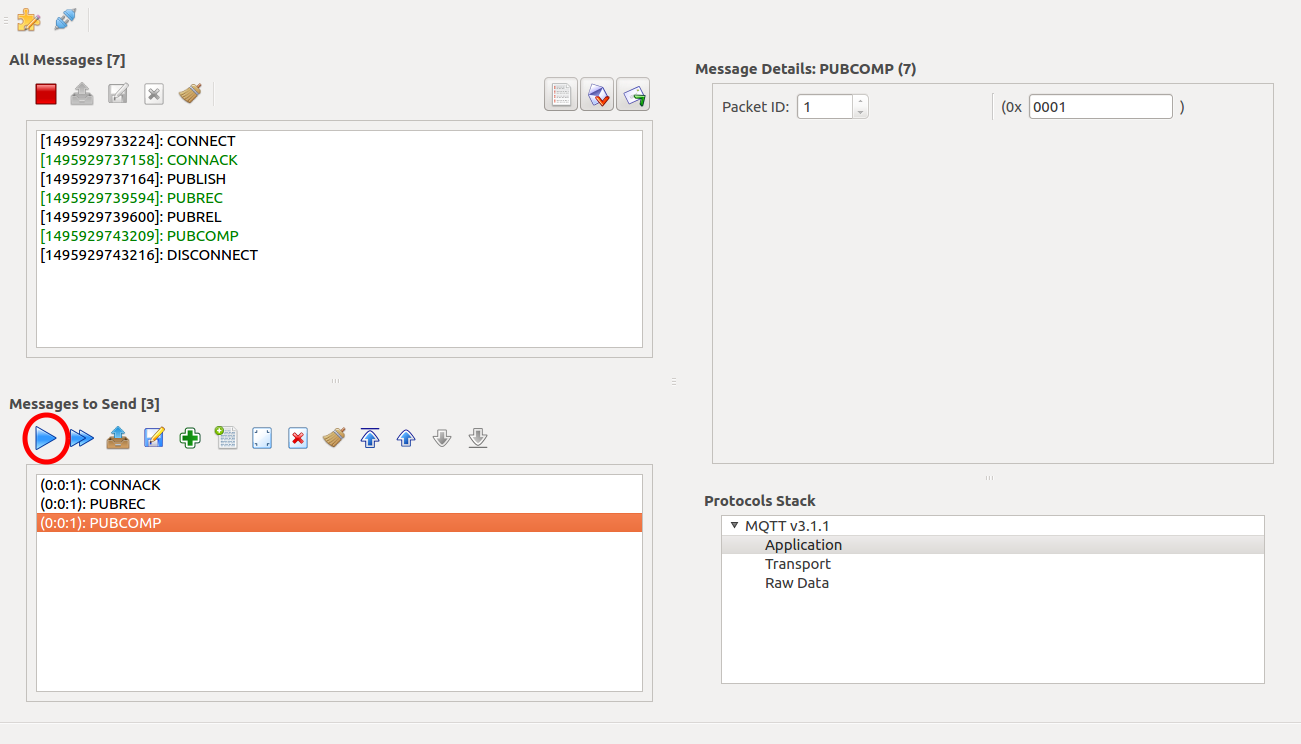 All Messages [7]
[1495929733224]: CONNECT
[1495929737158]: CONNACK
[1495929737164]: PUBLISH
[1495929739594]: PUBREC
[1495929739600]: PUBREL
[1495929743209]: PUBCOMP
[1495929743216]: DISCONNECT
Messages to Send [3]
(0:0:1): CONNACK
(0:0:1): PUBREC
(0:0:1): PUBCOMP
Message Details: PUBCOMP (7)
Packet ID: 1 (0x 0001 )
Protocols Stack
MQTT v3.1.1
Application
Transport
Raw Data